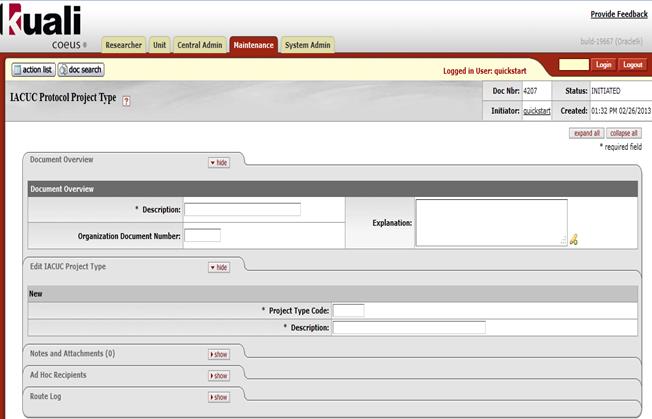 kuali
coeus ®
Provide Feedback
build-19667 (Oracle9i)
Researcher Unit Central Admin Maintenance System Admin
action list doc search
Logged in User: quickstart
Login Logout
IACUC Protocol Project Type ?
Doc Nbr: 4207 Status: INITIATED
Initiator: quickstart Created: 01:32 PM 02/26/2013
expand all collapse all
* required field
Document Overview hide
Document Overview
* Description:
Explanation:
Organization Document Number:
Edit IACUC Project Type hide
New
* Project Type Code:
* Description:
Notes and Attachments (0) show
Ad Hoc Recipients show
Route Log show